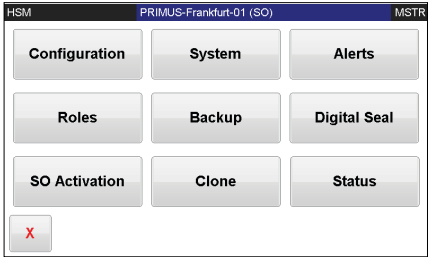 HSM PRIMUS-Frankfurt-01 (SO) MSTR
Configuration System Alerts
Roles Backup Digital Seal
SO Activation Clone Status
X